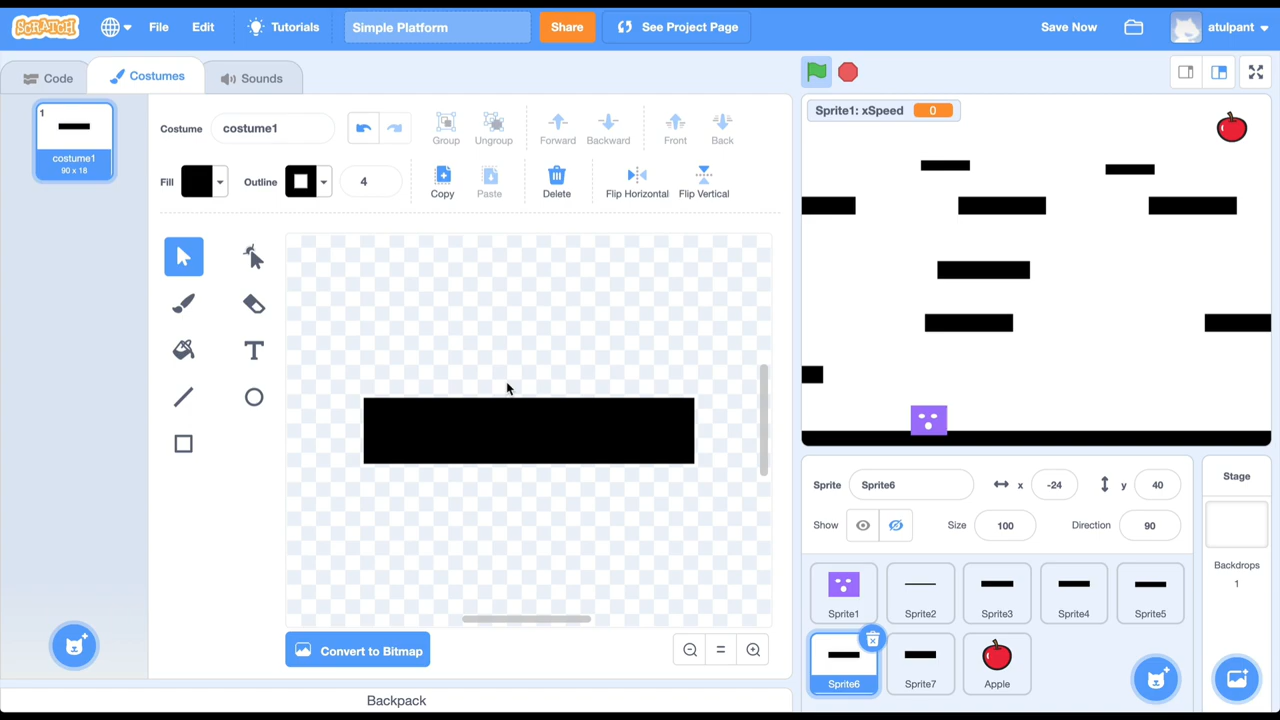 SCRATCH File Edit Tutorials Simple Platform Share See Project Page Save Now atulpant
Code Costumes Sounds
1
costume1
90 x 18
Costume costume1 Group Ungroup Forward Backward Front Back
Fill Outline 4 Copy Paste Delete Flip Horizontal Flip Vertical
Convert to Bitmap
Backpack
Sprite1: xSpeed 0
Sprite Sprite6 x -24 y 40
Show Size 100 Direction 90
Sprite1 Sprite2 Sprite3 Sprite4 Sprite5
Sprite6 Sprite7 Apple
Stage
Backdrops
1